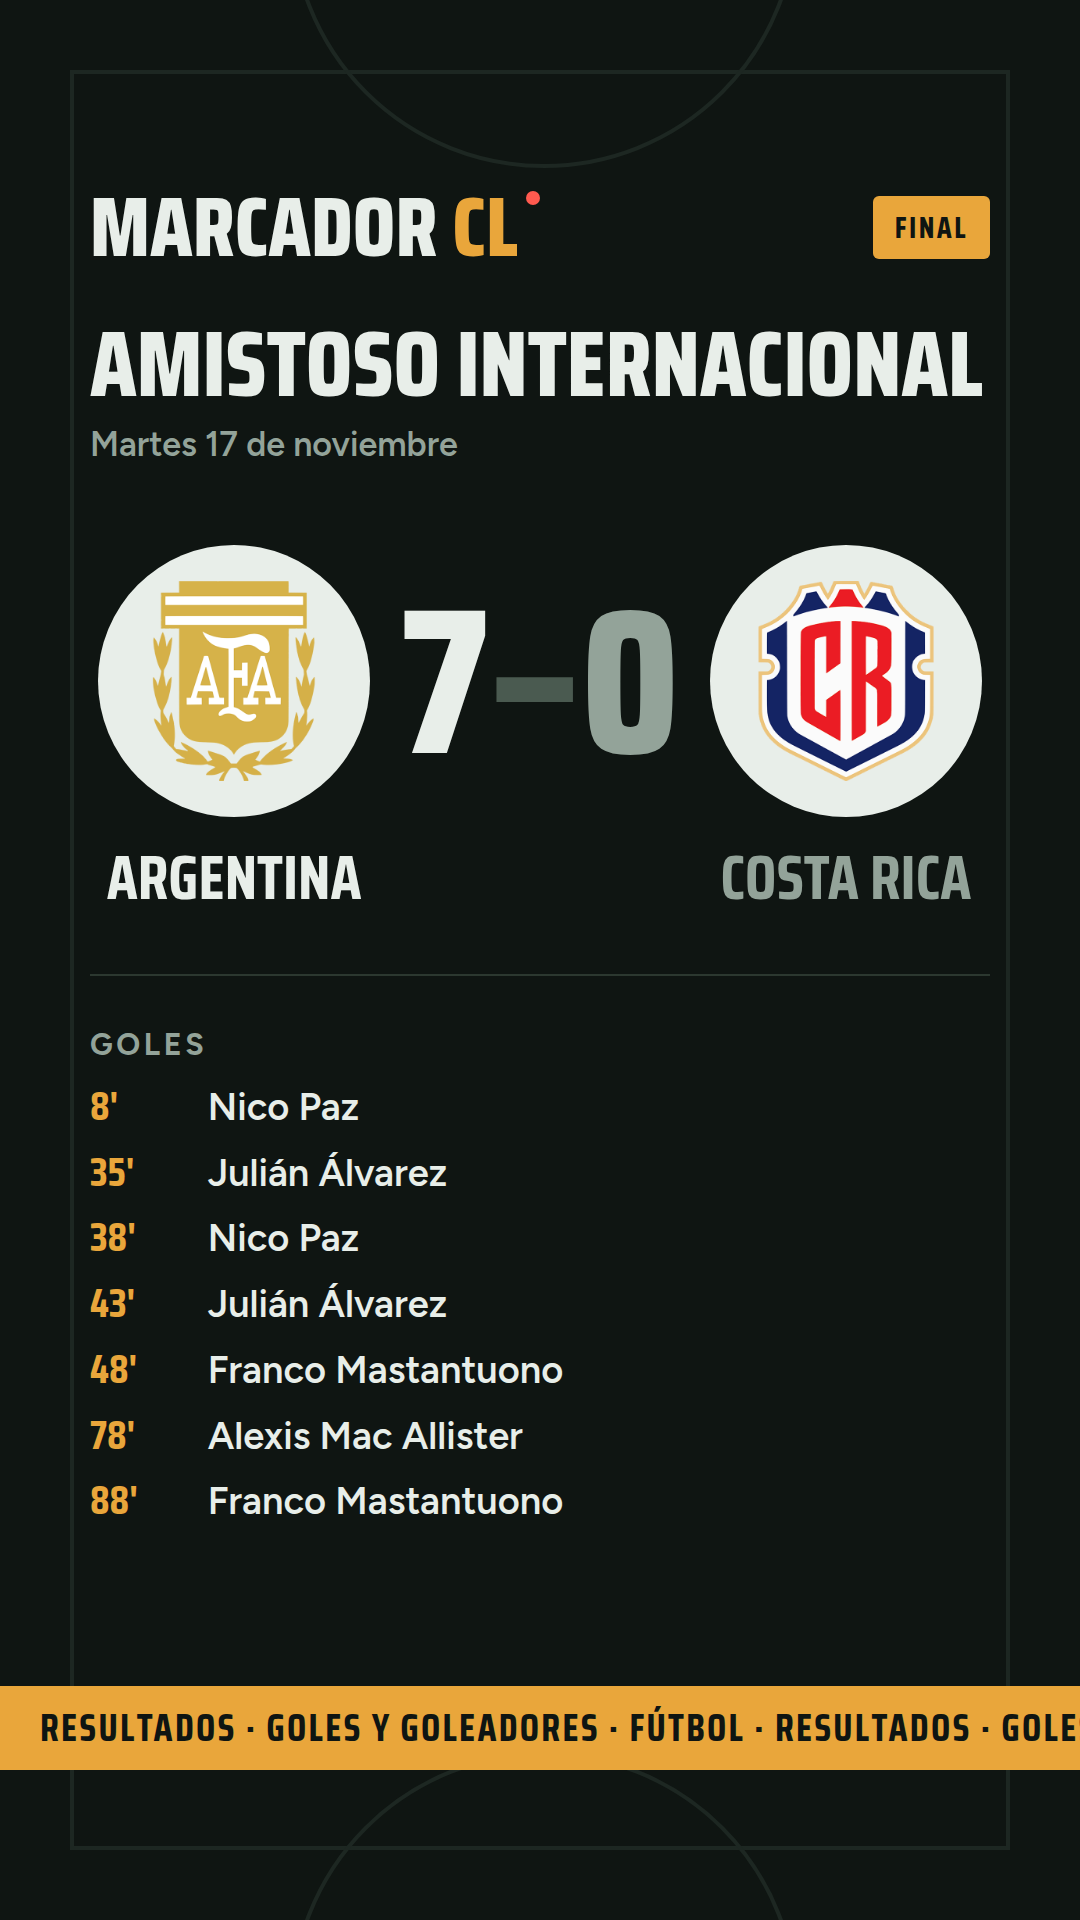 MARCADOR CL
FINAL
AMISTOSO INTERNACIONAL
Martes 17 de noviembre
AFA
7-0
CR
ARGENTINA
COSTA RICA
GOLES
8' Nico Paz
35' Julián Álvarez
38' Nico Paz
43' Julián Álvarez
48' Franco Mastantuono
78' Alexis Mac Allister
88' Franco Mastantuono
RESULTADOS · GOLES Y GOLEADORES · FÚTBOL · RESULTADOS · GOLES